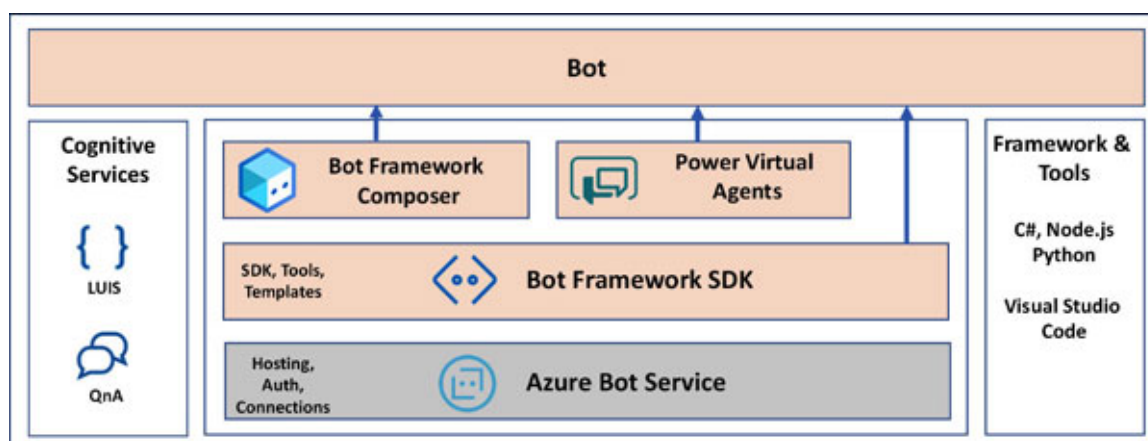 Bot
Cognitive
Services
{ }
LUIS
QnA
Bot Framework
Composer
Power Virtual
Agents
SDK, Tools,
Templates
Bot Framework SDK
Hosting,
Auth,
Connections
Azure Bot Service
Framework &
Tools
C#, Node.js
Python
Visual Studio
Code